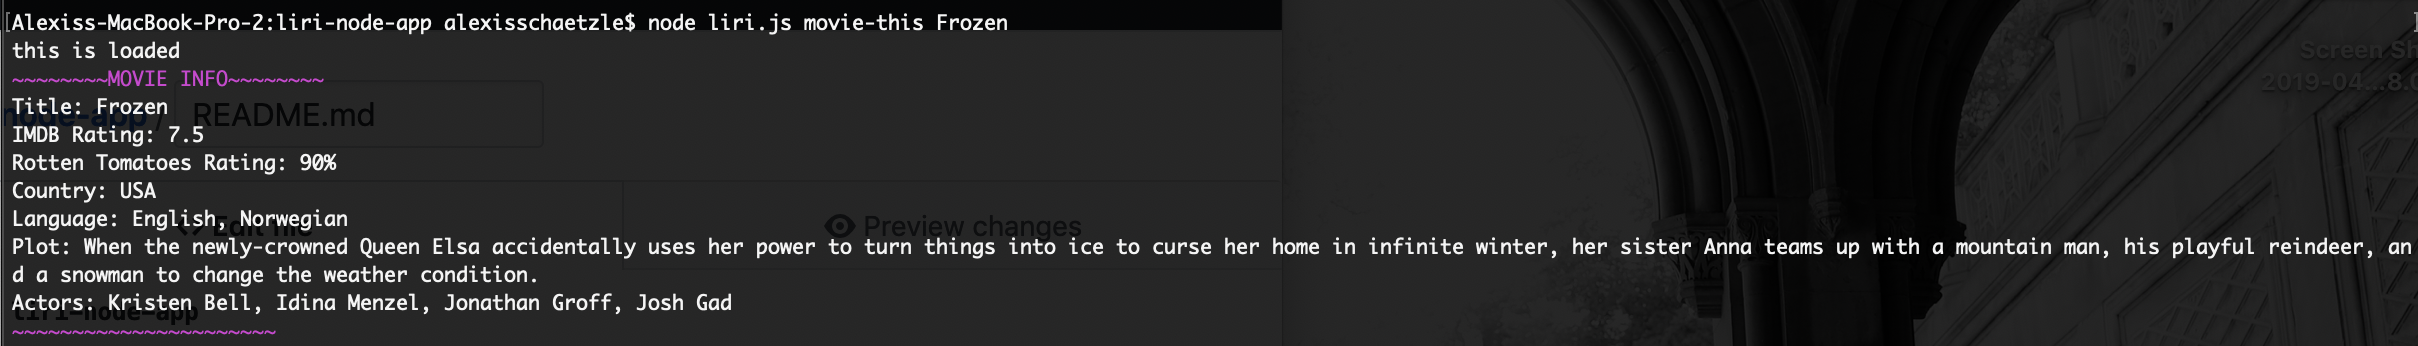 [Alexiss-MacBook-Pro-2:liri-node-app alexisschaetzle$ node liri.js movie-this Frozen ]
this is loaded
~~~~~~~~MOVIE INFO~~~~~~~~
Title: Frozen
IMDB Rating: 7.5
Rotten Tomatoes Rating: 90%
Country: USA
Language: English, Norwegian
Plot: When the newly-crowned Queen Elsa accidentally uses her power to turn things into ice to curse her home in infinite winter, her sister Anna teams up with a mountain man, his playful reindeer, an
d a snowman to change the weather condition.
Actors: Kristen Bell, Idina Menzel, Jonathan Groff, Josh Gad
~~~~~~~~~~~~~~~~~~~~~~
node-app / README.md
<> Edit file
Preview changes
liri-node-app
Screen Sh
2019-04...8.0